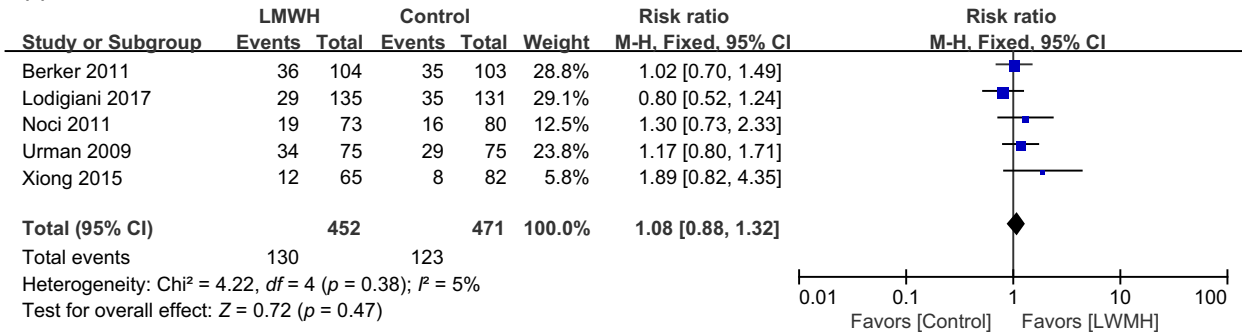 LMWH Control Risk ratio Risk ratio
Study or Subgroup Events Total Events Total Weight M-H, Fixed, 95% CI M-H, Fixed, 95% CI
Berker 2011 36 104 35 103 28.8% 1.02 [0.70, 1.49]
Lodigiani 2017 29 135 35 131 29.1% 0.80 [0.52, 1.24]
Noci 2011 19 73 16 80 12.5% 1.30 [0.73, 2.33]
Urman 2009 34 75 29 75 23.8% 1.17 [0.80, 1.71]
Xiong 2015 12 65 8 82 5.8% 1.89 [0.82, 4.35]
Total (95% CI) 452 471 100.0% 1.08 [0.88, 1.32]
Total events 130 123
Heterogeneity: Chi² = 4.22, df = 4 (p = 0.38); I² = 5%
Test for overall effect: Z = 0.72 (p = 0.47)
0.01 0.1 1 10 100
Favors [Control] Favors [LWMH]